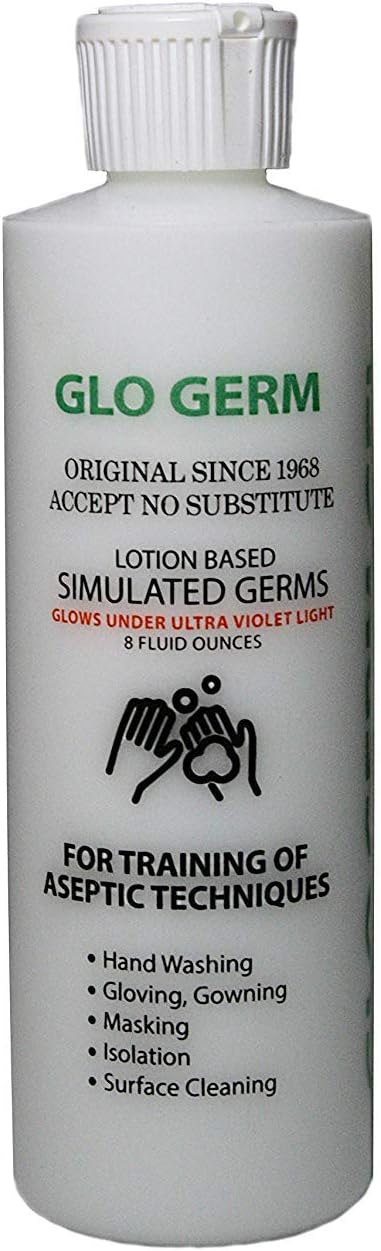 GLO GERM
ORIGINAL SINCE 1968
ACCEPT NO SUBSTITUTE
LOTION BASED
SIMULATED GERMS
GLOWS UNDER ULTRA VIOLET LIGHT
8 FLUID OUNCES
FOR TRAINING OF
ASEPTIC TECHNIQUES
• Hand Washing
• Gloving, Gowning
• Masking
• Isolation
• Surface Cleaning